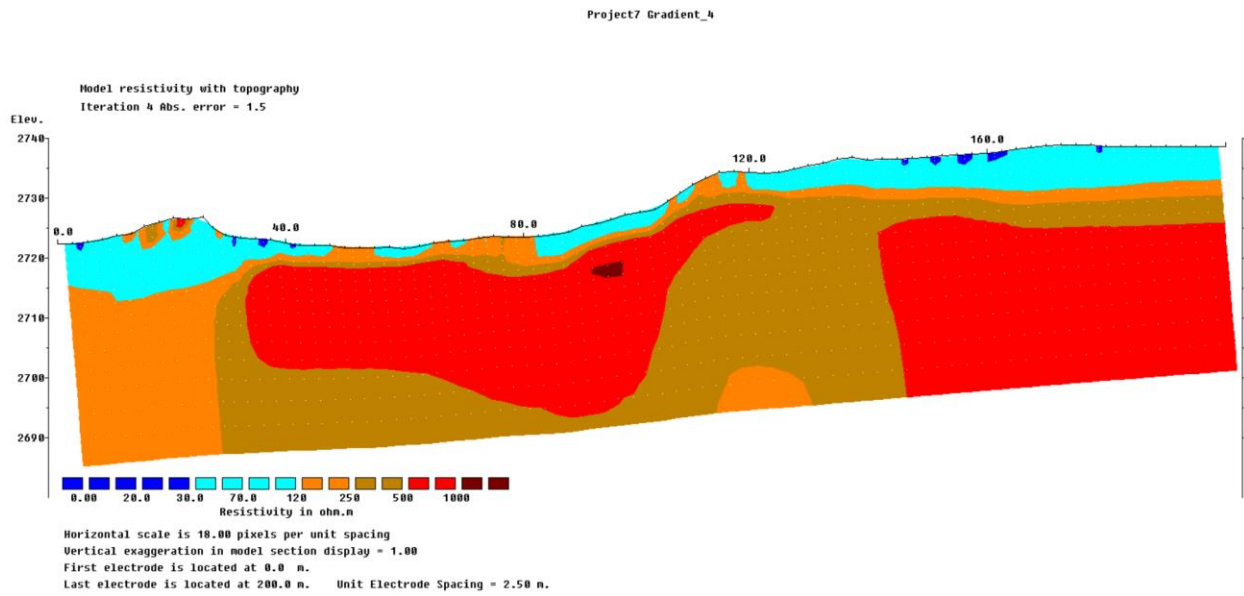 Project7 Gradient_4
Model resistivity with topography
Iteration 4 Abs. error = 1.5
Elev.
2740
160.0
120.0
2730
0.0
40.0
80.0
2720
2710
2700
2690
0.00 20.0 30.0 70.0 120 250 500 1000
Resistivity in ohm.m
Horizontal scale is 18.00 pixels per unit spacing
Vertical exaggeration in model section display = 1.00
First electrode is located at 0.0 m.
Last electrode is located at 200.0 m. Unit Electrode Spacing = 2.50 m.